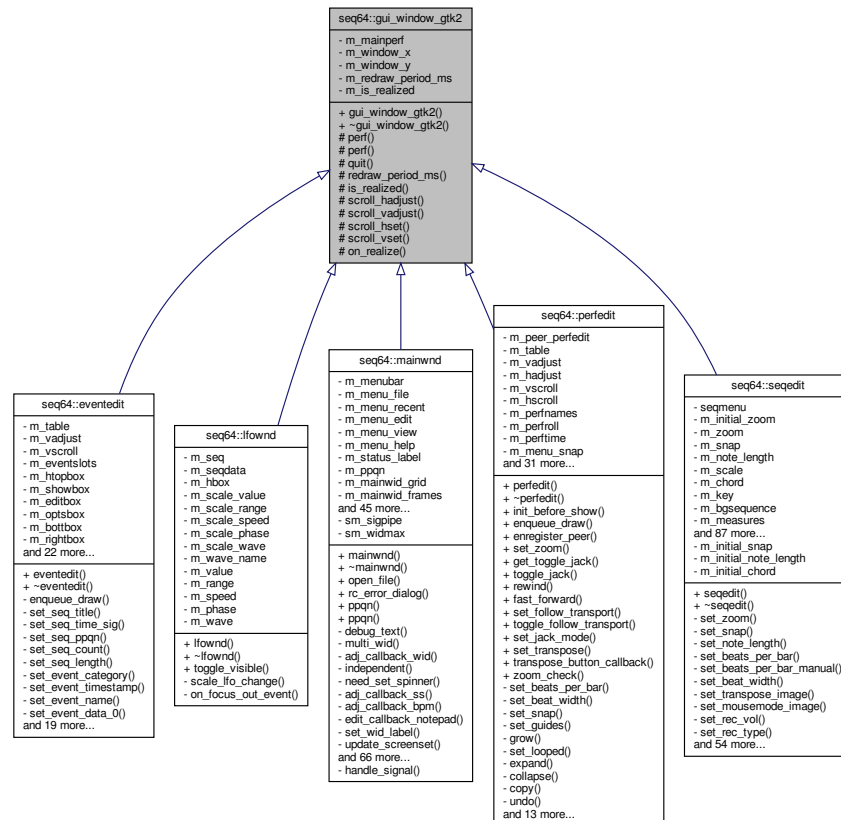 seq64::gui_window_gtk2
- m_mainperf
- m_window_x
- m_window_y
- m_redraw_period_ms
- m_is_realized
+ gui_window_gtk2()
+ ~gui_window_gtk2()
# perf()
# perf()
# quit()
# redraw_period_ms()
# is_realized()
# scroll_hadjust()
# scroll_vadjust()
# scroll_hset()
# scroll_vset()
# on_realize()
seq64::eventedit
- m_table
- m_vadjust
- m_vscroll
- m_eventslots
- m_htopbox
- m_showbox
- m_editbox
- m_optsbox
- m_bottbox
- m_rightbox
and 22 more...
+ eventedit()
+ ~eventedit()
- enqueue_draw()
- set_seq_title()
- set_seq_time_sig()
- set_seq_ppqn()
- set_seq_count()
- set_seq_length()
- set_event_category()
- set_event_timestamp()
- set_event_name()
- set_event_data_0()
and 19 more...
seq64::lfownd
- m_seq
- m_seqdata
- m_hbox
- m_scale_value
- m_scale_range
- m_scale_speed
- m_scale_phase
- m_scale_wave
- m_wave_name
- m_value
- m_range
- m_speed
- m_phase
- m_wave
+ lfownd()
+ ~lfownd()
+ toggle_visible()
- scale_lfo_change()
- on_focus_out_event()
seq64::mainwnd
- m_menubar
- m_menu_file
- m_menu_recent
- m_menu_edit
- m_menu_view
- m_menu_help
- m_status_label
- m_ppqn
- m_mainwid_grid
- m_mainwid_frames
and 45 more...
- sm_sigpipe
- sm_widmax
+ mainwnd()
+ ~mainwnd()
+ open_file()
+ rc_error_dialog()
+ ppqn()
+ ppqn()
- debug_text()
- multi_wid()
- adj_callback_wid()
- independent()
- need_set_spinner()
- adj_callback_ss()
- adj_callback_bpm()
- edit_callback_notepad()
- set_wid_label()
- update_screenset()
and 66 more...
- handle_signal()
seq64::perfedit
- m_peer_perfedit
- m_table
- m_vadjust
- m_hadjust
- m_vscroll
- m_hscroll
- m_perfnames
- m_perfroll
- m_perftime
- m_menu_snap
and 31 more...
+ perfedit()
+ ~perfedit()
+ init_before_show()
+ enqueue_draw()
+ enregister_peer()
+ set_zoom()
+ get_toggle_jack()
+ toggle_jack()
+ rewind()
+ fast_forward()
+ set_follow_transport()
+ toggle_follow_transport()
+ set_jack_mode()
+ set_transpose()
+ transpose_button_callback()
+ zoom_check()
- set_beats_per_bar()
- set_beat_width()
- set_snap()
- set_guides()
- grow()
- set_looped()
- expand()
- collapse()
- copy()
- undo()
and 13 more...
seq64::seqedit
- seqmenu
- m_initial_zoom
- m_zoom
- m_snap
- m_note_length
- m_scale
- m_chord
- m_key
- m_bgsequence
- m_measures
and 87 more...
- m_initial_snap
- m_initial_note_length
- m_initial_chord
+ seqedit()
+ ~seqedit()
- set_zoom()
- set_snap()
- set_note_length()
- set_beats_per_bar()
- set_beats_per_bar_manual()
- set_beat_width()
- set_transpose_image()
- set_mousemode_image()
- set_rec_vol()
- set_rec_type()
and 54 more...